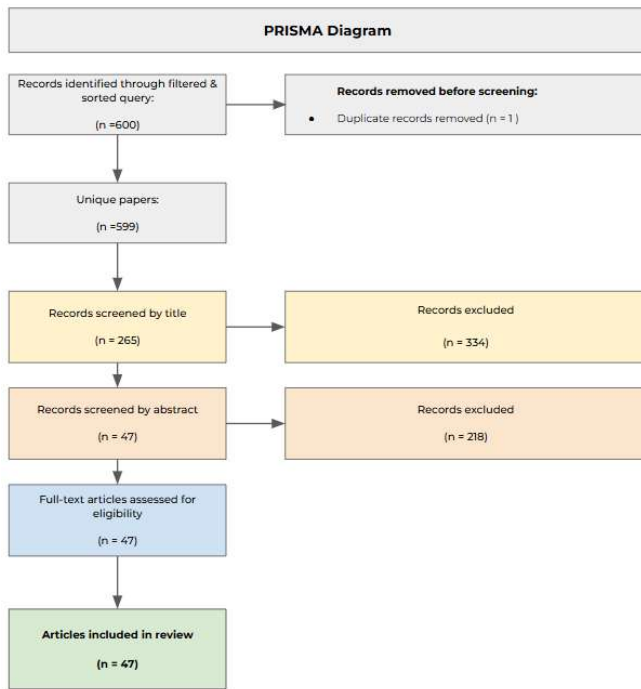 PRISMA Diagram
Records identified through filtered &
sorted query:
(n =600)
Records removed before screening:
● Duplicate records removed (n = 1 )
Unique papers:
(n =599)
Records screened by title
(n = 265)
Records excluded
(n = 334)
Records screened by abstract
(n = 47)
Records excluded
(n = 218)
Full-text articles assessed for
eligibility
(n = 47)
Articles included in review
(n = 47)